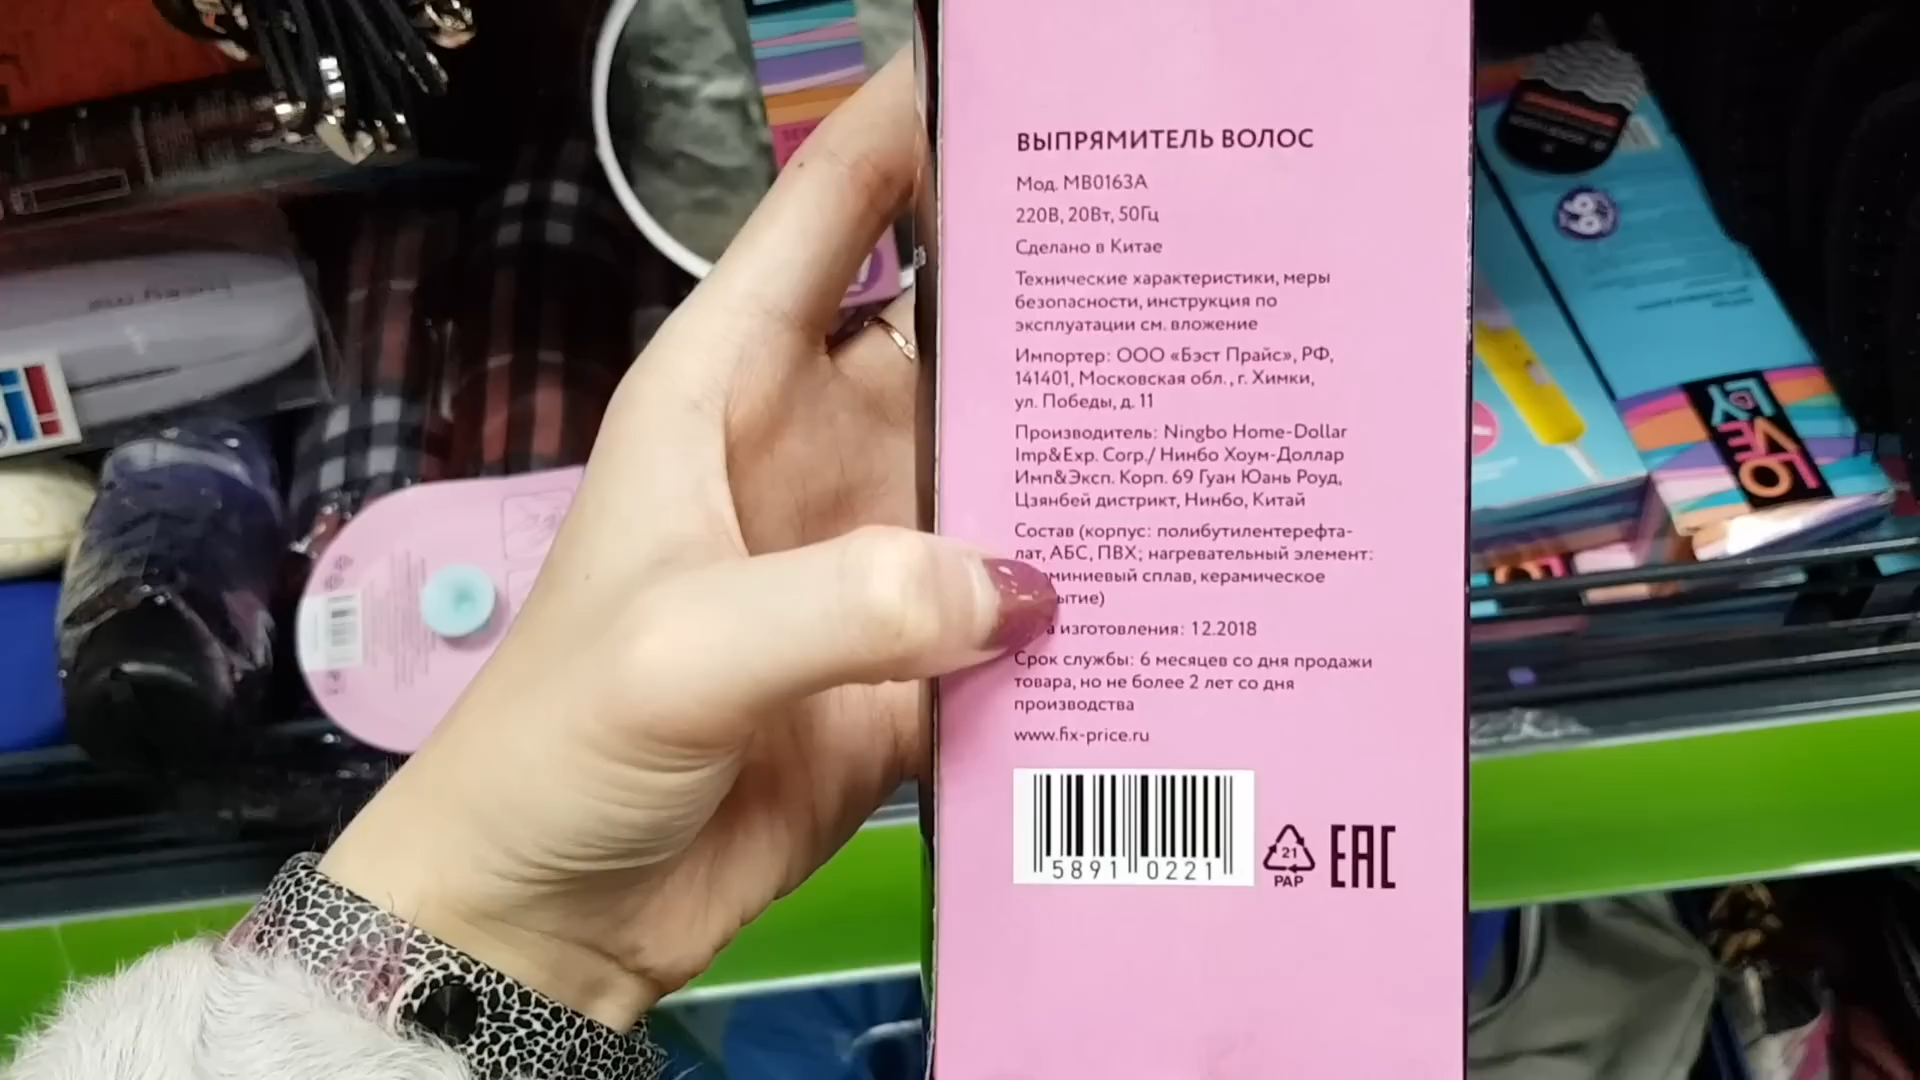 ВЫПРЯМИТЕЛЬ ВОЛОС
Мод. MB0163A
220В, 20Вт, 50Гц
Сделано в Китае
Технические характеристики, меры
безопасности, инструкция по
эксплуатации см. вложение
Импортер: ООО «Бэст Прайс», РФ,
141401, Московская обл., г. Химки,
ул. Победы, д. 11
Производитель: Ningbo Home-Dollar
Imp&Exp. Corp./ Нинбо Хоум-Доллар
Имп&Эксп. Корп. 69 Гуан Юань Роуд,
Цзянбей дистрикт, Нинбо, Китай
Состав (корпус: полибутилентерефта-
лат, АБС, ПВХ; нагревательный элемент:
миниевый сплав, керамическое
ытие)
а изготовления: 12.2018
Срок службы: 6 месяцев со дня продажи
товара, но не более 2 лет со дня
производства
www.fix-price.ru
5891 0221
21
PAP
EAC
LOVELY